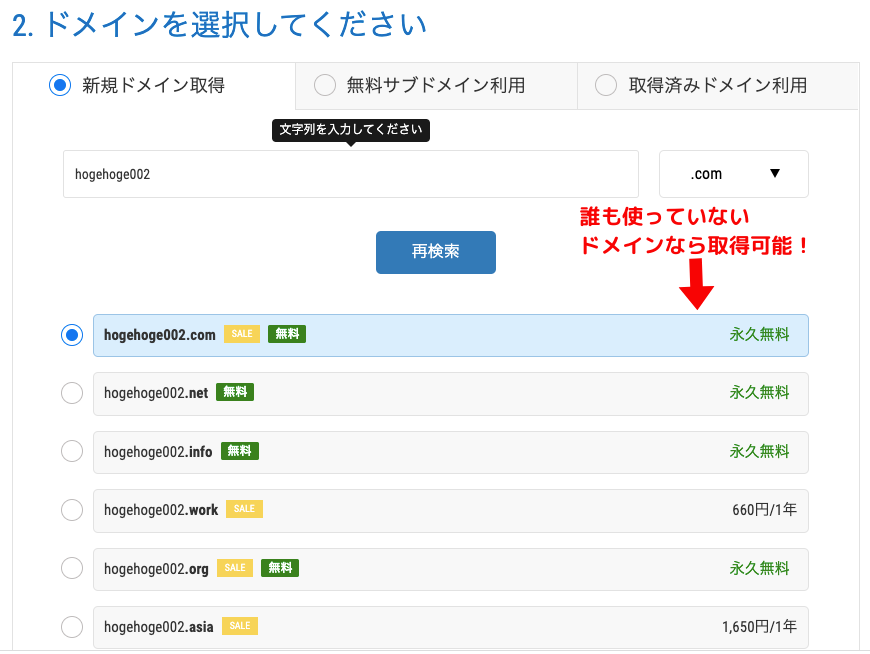 2. ドメインを選択してください
新規ドメイン取得
無料サブドメイン利用
取得済みドメイン利用
文字列を入力してください
hogehoge002
.com ▼
誰も使っていない
ドメインなら取得可能！
再検索
hogehoge002.com SALE 無料 永久無料
hogehoge002.net 無料 永久無料
hogehoge002.info 無料 永久無料
hogehoge002.work SALE 660円/1年
hogehoge002.org SALE 無料 永久無料
hogehoge002.asia SALE 1,650円/1年